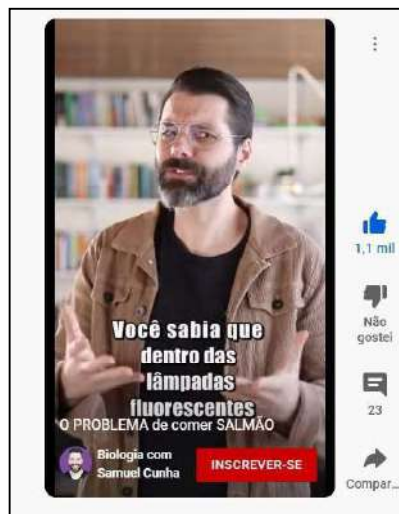 Você sabia que
dentro das
lâmpadas
fluorescentes
O PROBLEMA de comer SALMÃO
Biologia com
Samuel Cunha
INSCREVER-SE
1,1 mil
Não
gostei
23
Compar...